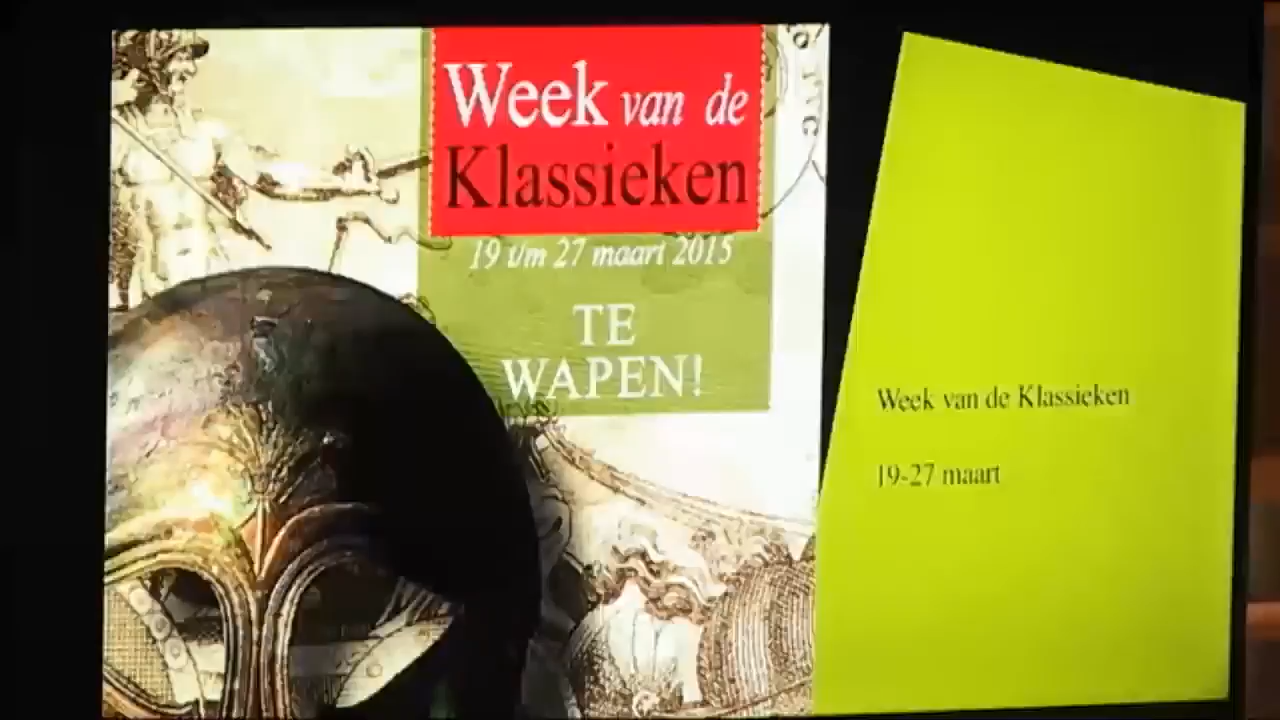 Week van de
Klassieken
19 t/m 27 maart 2015
TE
WAPEN!
Week van de Klassieken
19-27 maart